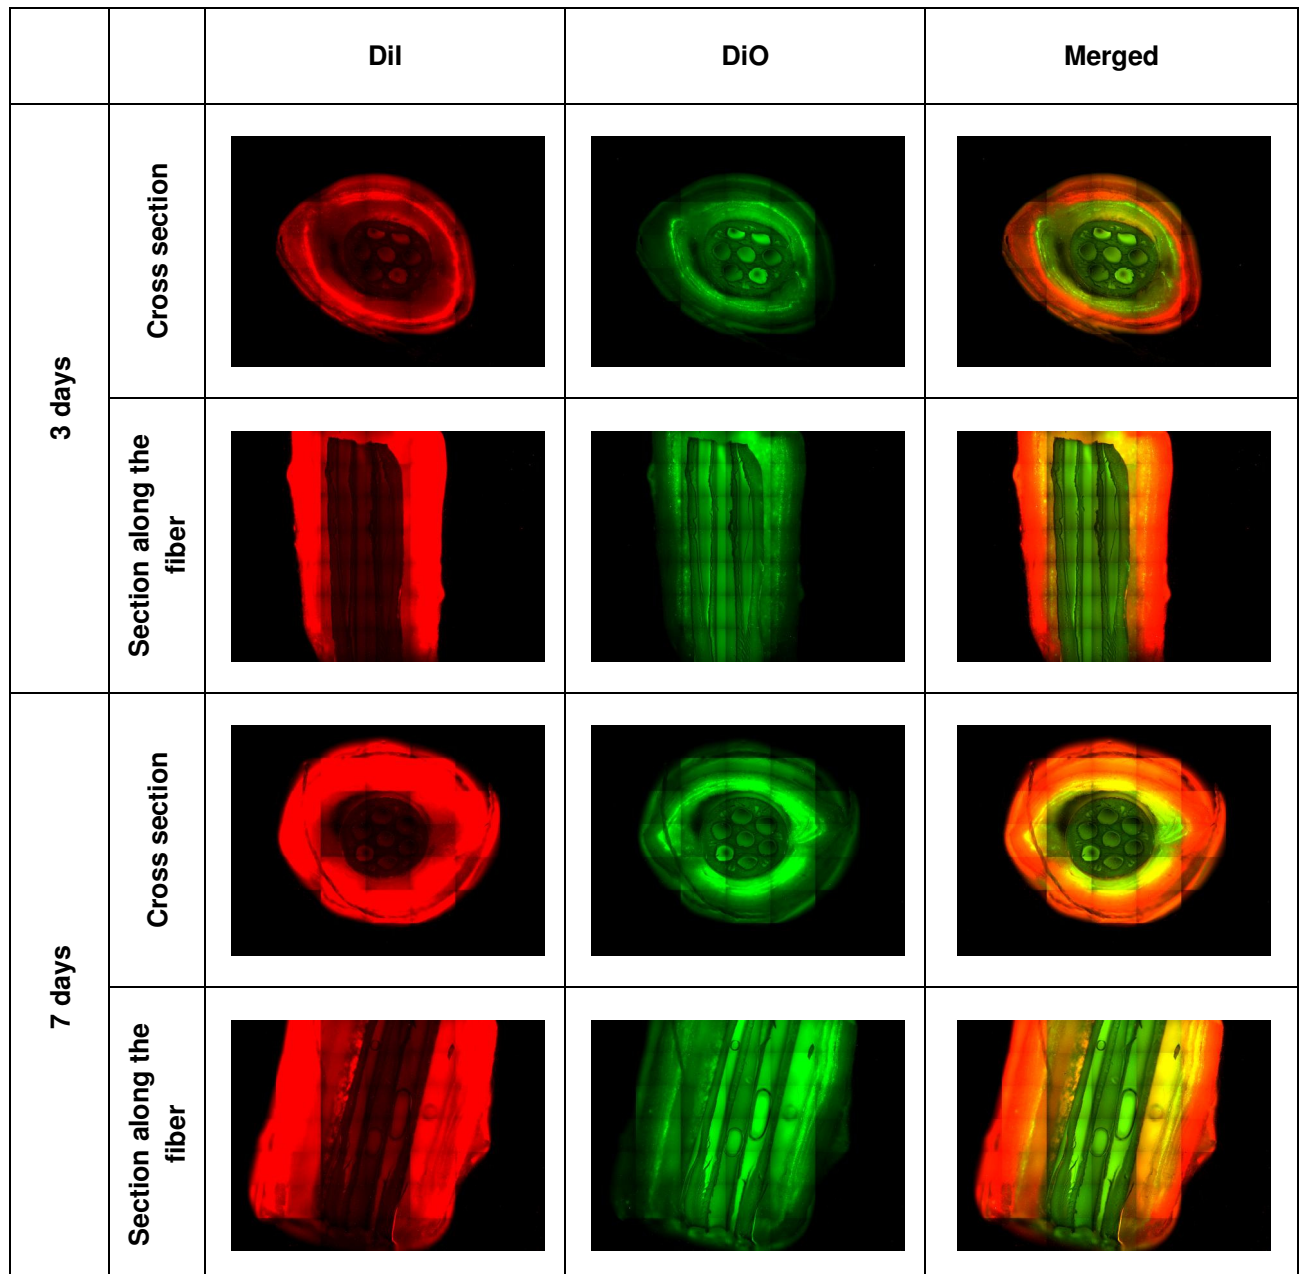 DiI
DiO
Merged
3 days
Cross section
Section along the
fiber
7 days
Cross section
Section along the
fiber